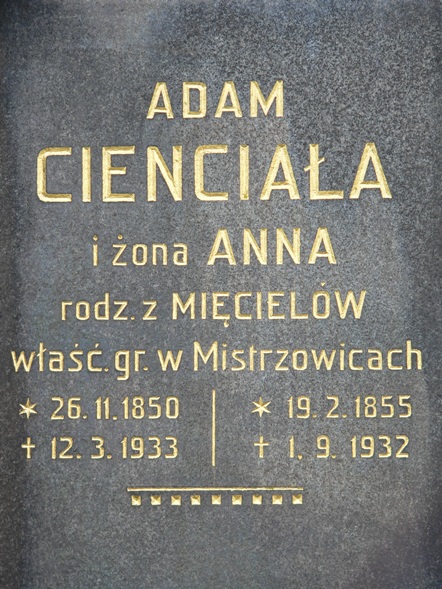 ADAM
CIENCIAŁA
i żona ANNA
rodz. z MIĘCIELÓW
właść. gr. w Mistrzowicach
* 26. 11. 1850 * 19. 2. 1855
† 12. 3. 1933 † 1. 9. 1932